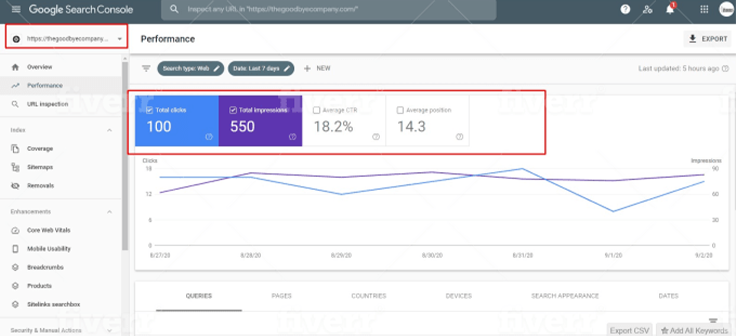 Google Search Console
Inspect any URL in "https://thegoodbyecompany.com/"
1
https://thegoodbyecompany...
Performance
EXPORT
Overview
Performance
URL inspection
Search type: Web
Date: Last 7 days
+ NEW
Last updated: 5 hours ago
Index
Coverage
Sitemaps
Removals
Total clicks
100
Total impressions
550
Average CTR
18.2%
Average position
14.3
Clicks
Impressions
18
12
6
0
90
60
30
0
8/27/20
8/28/20
8/29/20
8/30/20
8/31/20
9/1/20
9/2/20
Enhancements
Core Web Vitals
Mobile Usability
Breadcrumbs
Products
Sitelinks searchbox
Security & Manual Actions
QUERIES
PAGES
COUNTRIES
DEVICES
SEARCH APPEARANCE
DATES
Export CSV
Add All Keywords
fiverr
fiverr
fiverr
fiverr